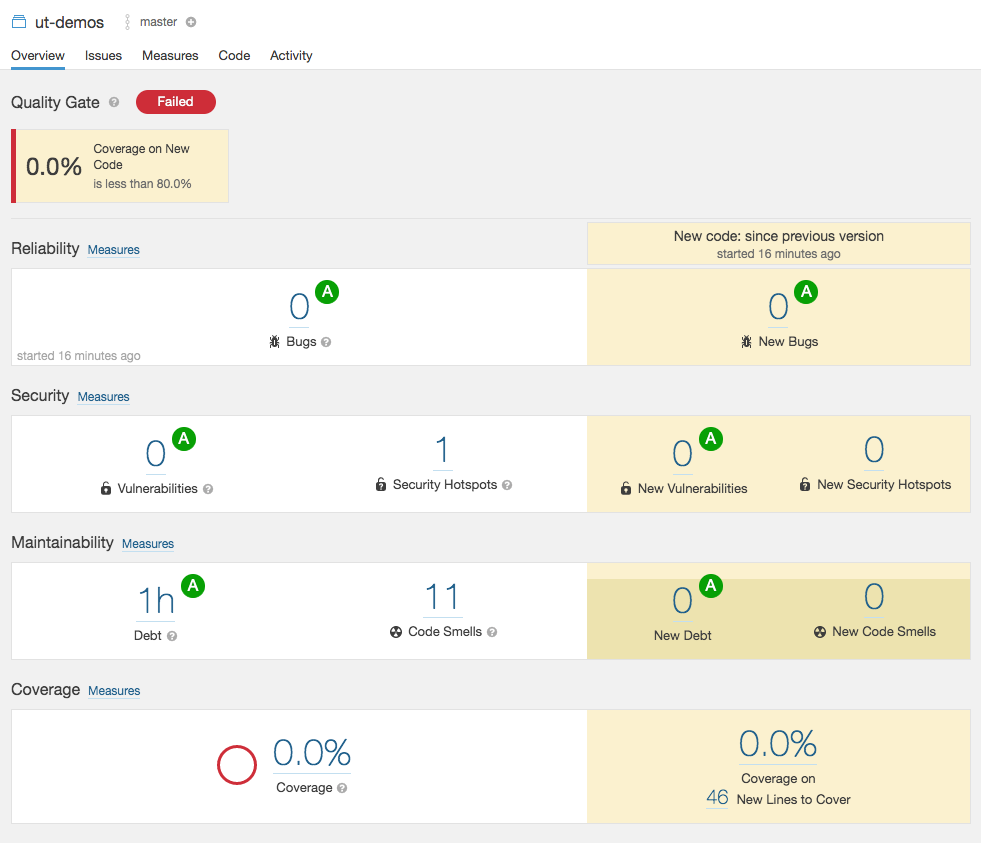 ut-demos master
Overview Issues Measures Code Activity
Quality Gate ? Failed
0.0% Coverage on New
Code
is less than 80.0%
Reliability Measures
New code: since previous version
started 16 minutes ago
0 A
Bugs ?
started 16 minutes ago
0 A
New Bugs
Security Measures
0 A
Vulnerabilities ?
1
Security Hotspots ?
0 A
New Vulnerabilities
0
New Security Hotspots
Maintainability Measures
1h A
Debt ?
11
Code Smells ?
0 A
New Debt
0
New Code Smells
Coverage Measures
0.0%
Coverage ?
0.0%
Coverage on
46 New Lines to Cover